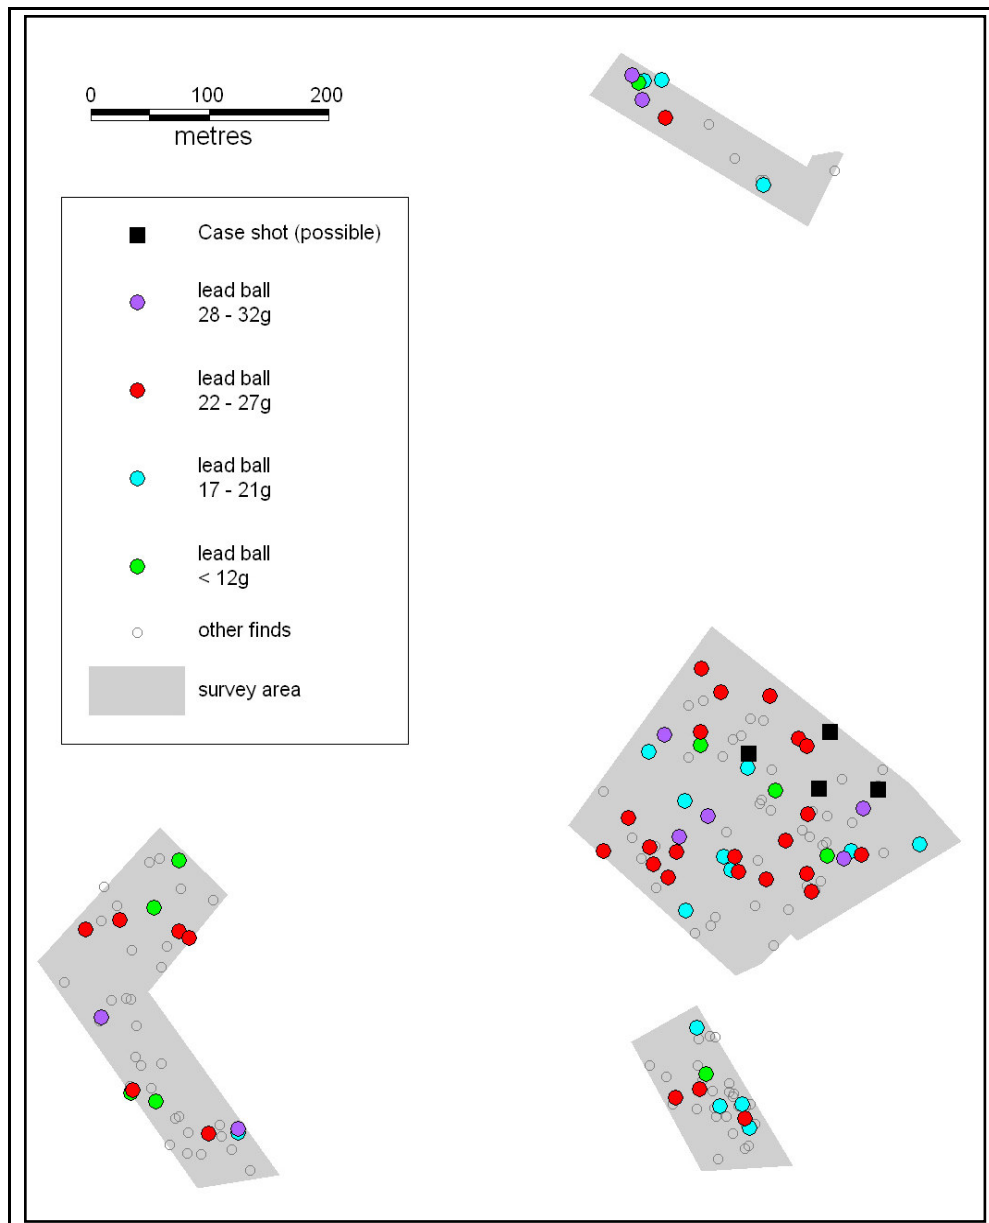 0 100 200
metres
Case shot (possible)
lead ball
28 - 32g
lead ball
22 - 27g
lead ball
17 - 21g
lead ball
< 12g
other finds
survey area